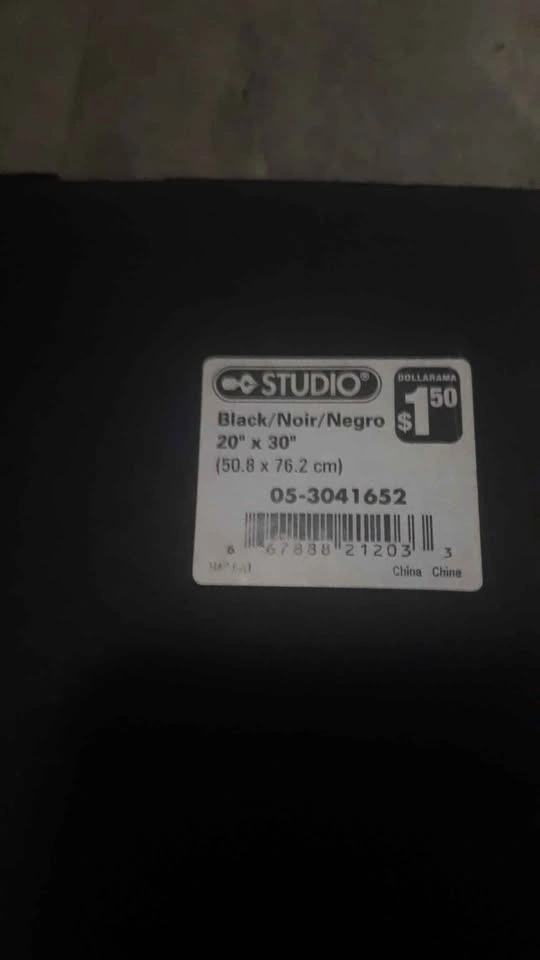 STUDIO®
DOLLARAMA
$1.50
Black/Noir/Negro
20" x 30"
(50.8 x 76.2 cm)
05-3041652
6 67888 21203 3
China Chine